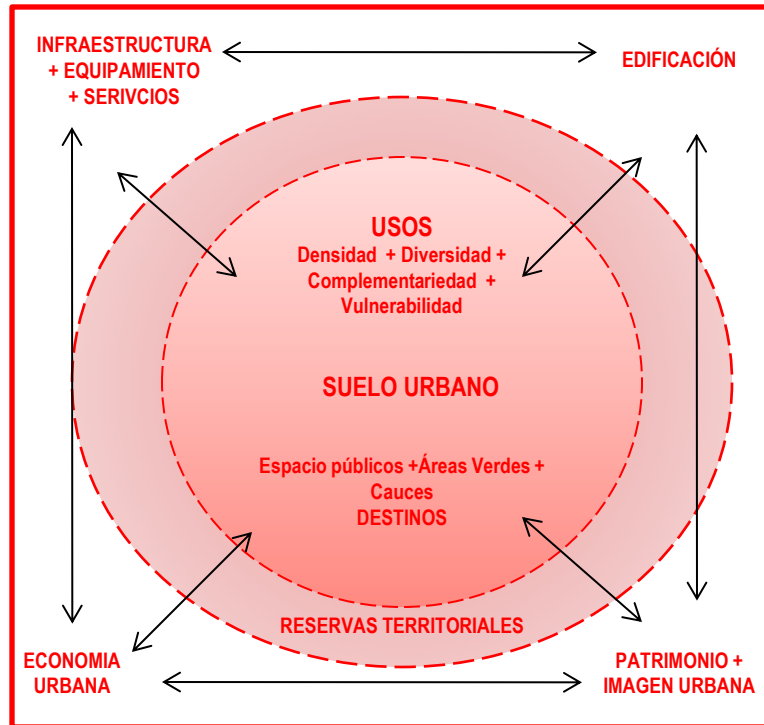 INFRAESTRUCTURA
+ EQUIPAMIENTO
+ SERIVCIOS
EDIFICACIÓN
USOS
Densidad + Diversidad +
Complementariedad +
Vulnerabilidad
SUELO URBANO
Espacio públicos +Áreas Verdes +
Cauces
DESTINOS
RESERVAS TERRITORIALES
ECONOMIA
URBANA
PATRIMONIO +
IMAGEN URBANA